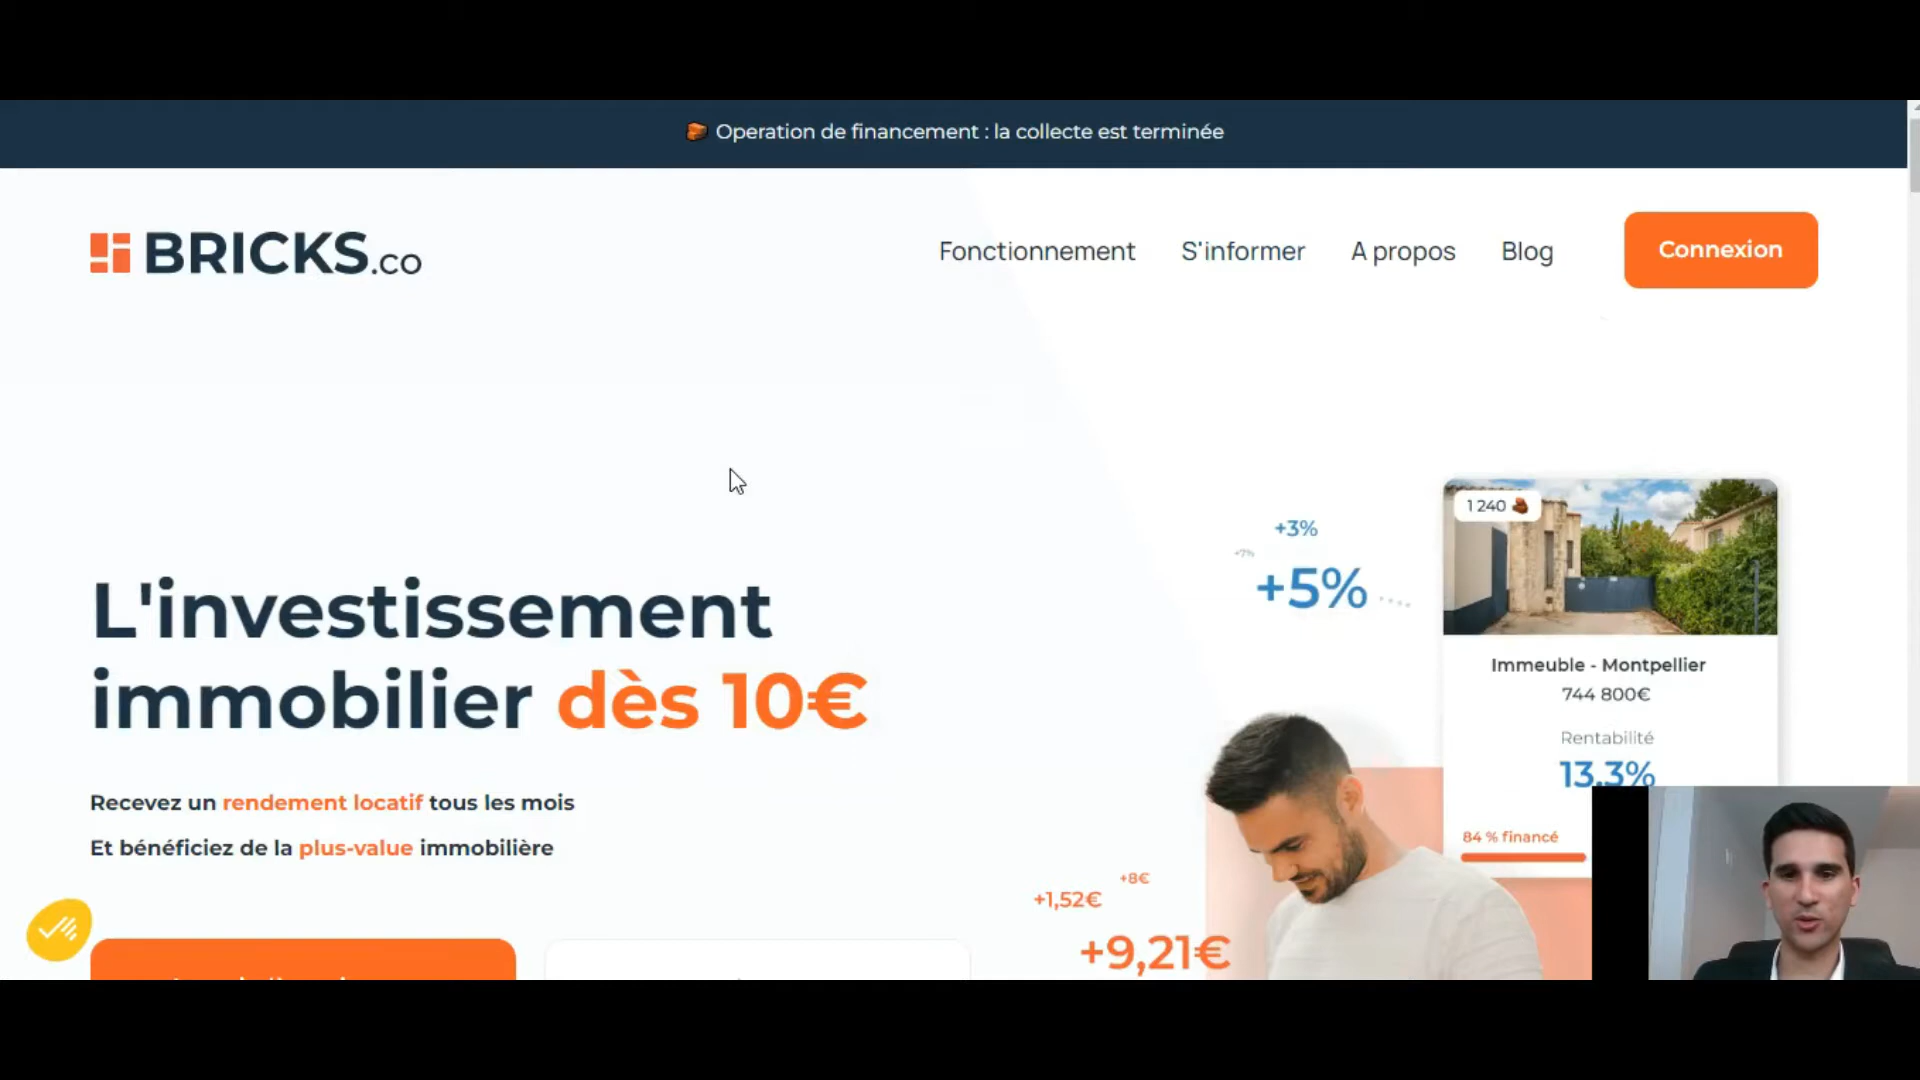 Operation de financement : la collecte est terminée
BRICKS.co
Fonctionnement S'informer A propos Blog Connexion
1 240
+3%
+7%
+5%
L'investissement
immobilier dès 10€
Immeuble - Montpellier
744 800€
Rentabilité
13.3%
Recevez un rendement locatif tous les mois
Et bénéficiez de la plus-value immobilière
84 % financé
+8€
+1,52€
+9,21€